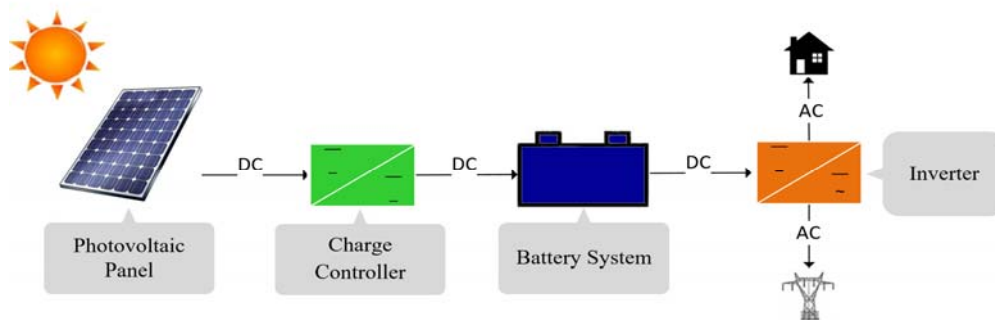 AC
DC
DC
DC
Inverter
Photovoltaic
Panel
Charge
Controller
Battery System
AC